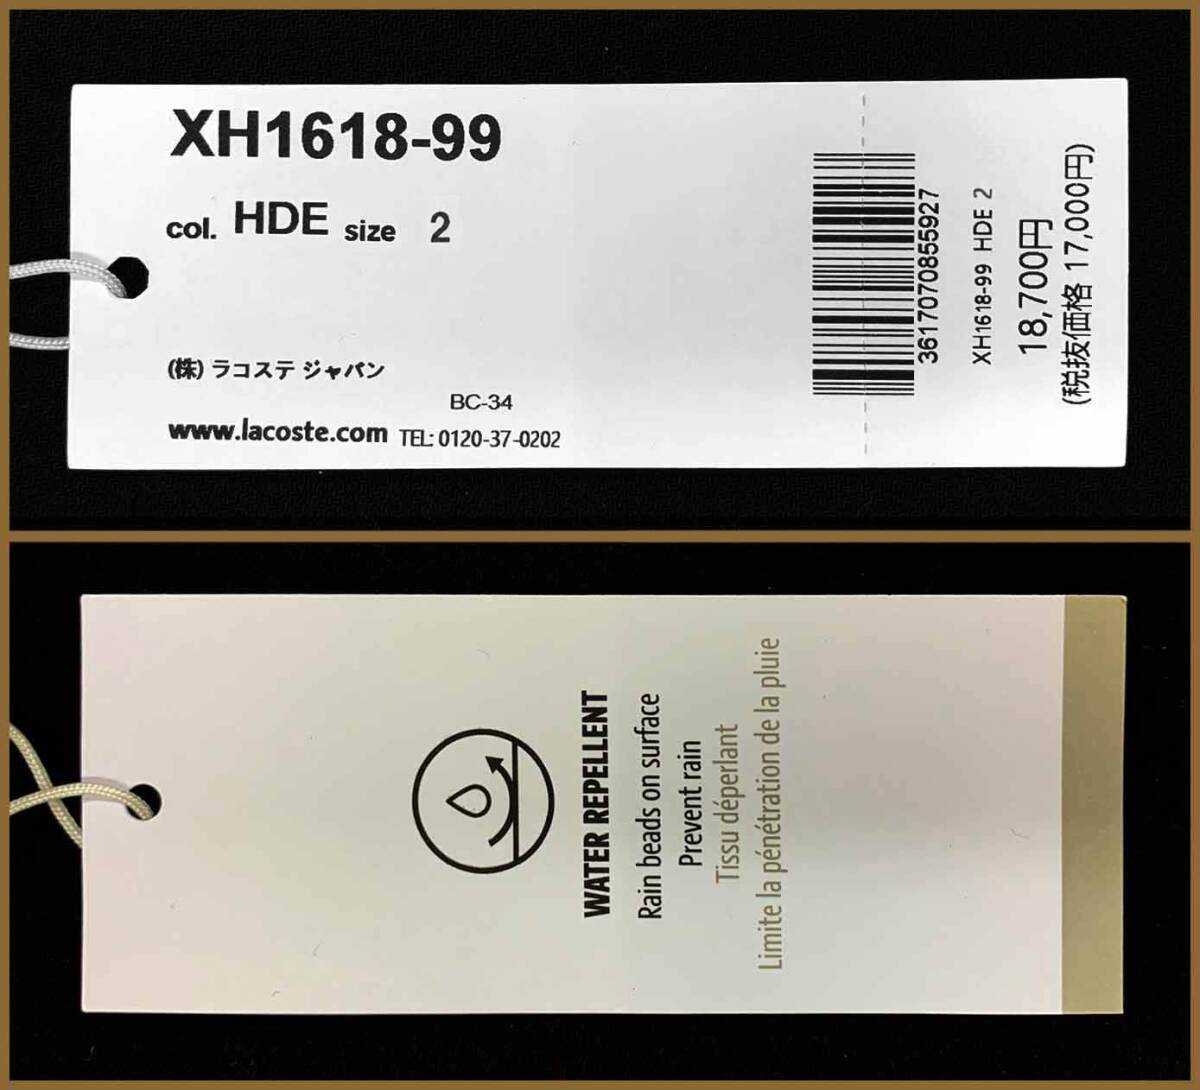 XH1618-99
col. HDE size 2
(株) ラコステ ジャパン
BC-34
www.lacoste.com TEL: 0120-37-0202
3617070855927
XH1618-99 HDE 2
18,700円
(税抜価格 17,000円)
WATER REPELLENT
Rain beads on surface
Prevent rain
Tissu déperlant
Limite la pénétration de la pluie